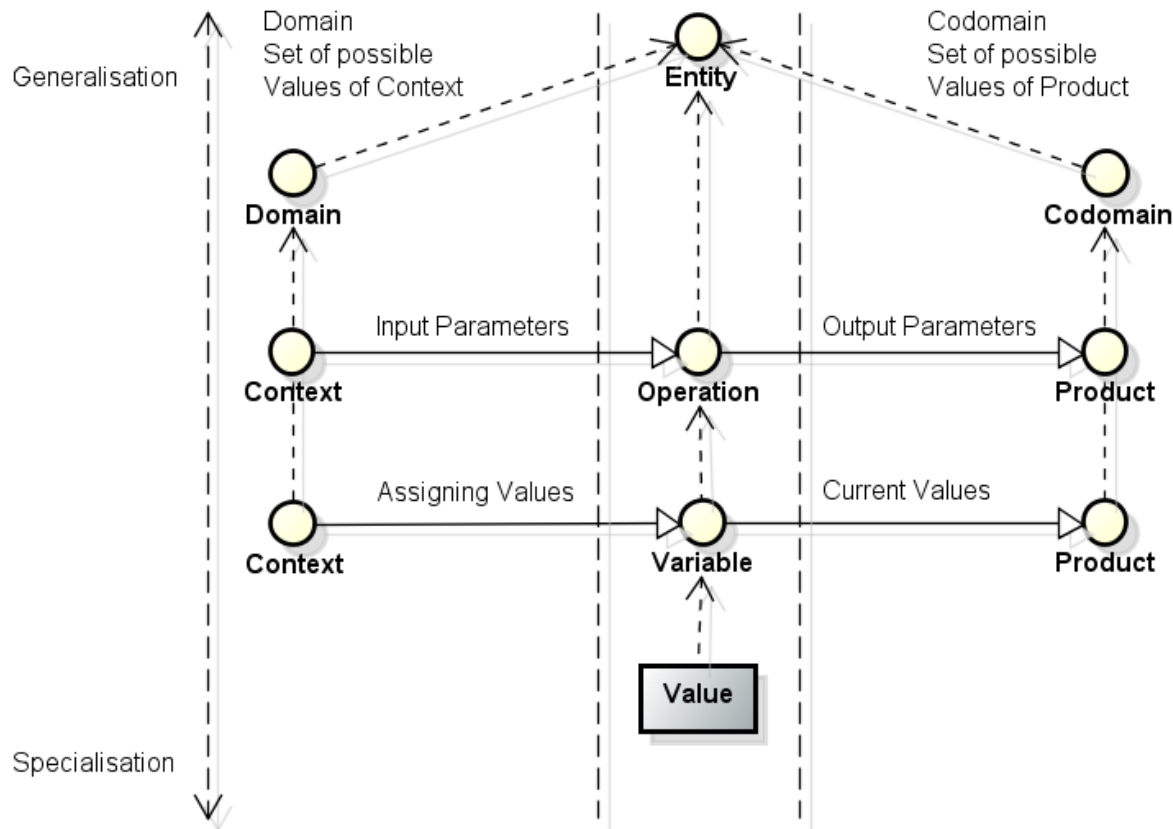 Domain
Set of possible
Values of Context
Codomain
Set of possible
Values of Product
Generalisation
Entity
Domain
Codomain
Input Parameters
Output Parameters
Context
Operation
Product
Assigning Values
Current Values
Context
Variable
Product
Value
Specialisation